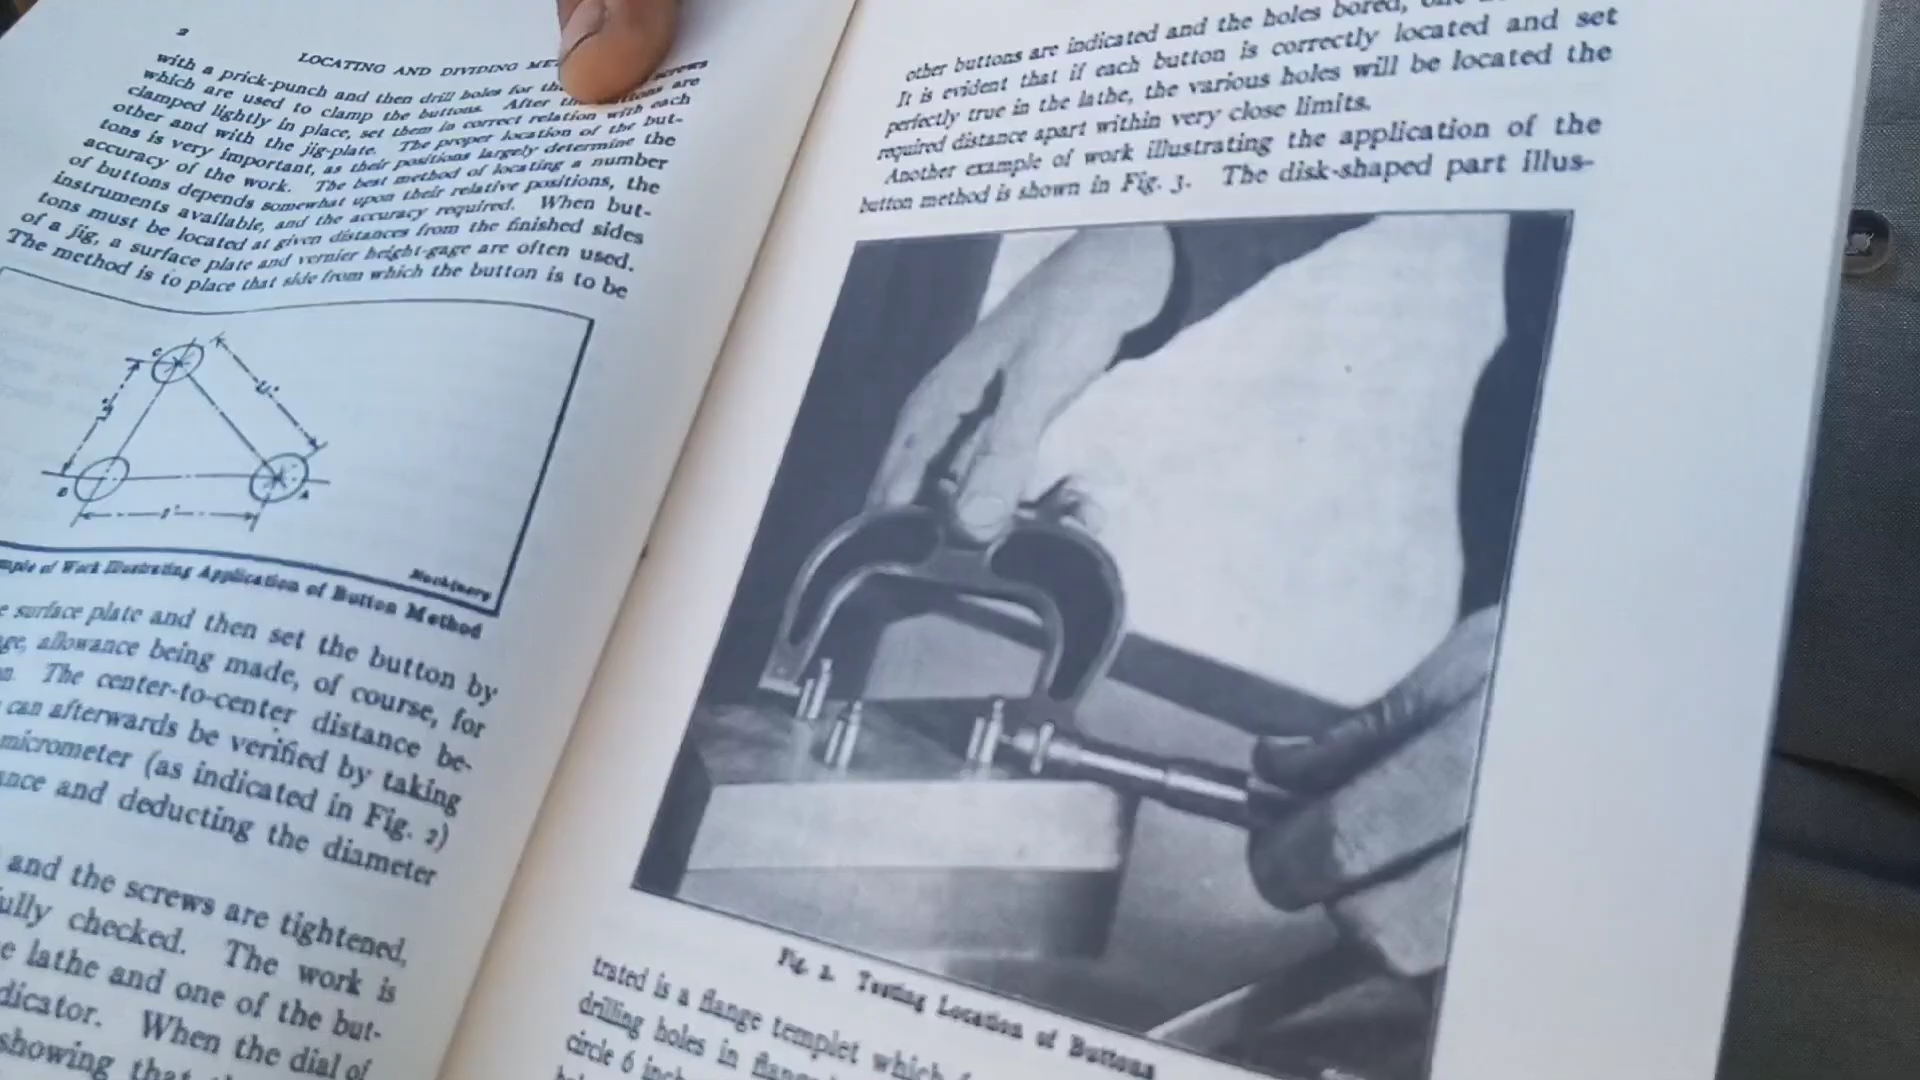 2
LOCATING AND DIVIDING
with a prick-punch and then drill holes for the screws
which are used to clamp the buttons. After the buttons are
clamped lightly in place, set them in correct relation with each
other and with the jig-plate. The proper location of the but-
tons is very important, as their positions largely determine the
accuracy of the work. The best method of locating a number
of buttons depends somewhat upon their relative positions, the
instruments available, and the accuracy required. When but-
tons must be located at given distances from the finished sides
of a jig, a surface plate and vernier height-gage are often used.
The method is to place that side from which the button is to be
C
B
A
Machinery
of Work Illustrating Application of Button Method
surface plate and then set the button by
allowance being made, of course, for
The center-to-center distance be-
can afterwards be verified by taking
micrometer (as indicated in Fig. 2)
and deducting the diameter
and the screws are tightened,
checked. The work is
lathe and one of the but-
When the dial of
showing that
other buttons are indicated and the holes bored,
It is evident that if each button is correctly located and set
perfectly true in the lathe, the various holes will be located the
required distance apart within very close limits.
Another example of work illustrating the application of the
button method is shown in Fig. 3. The disk-shaped part illus-
Fig. 2. Testing Location of Buttons
trated is a flange templet which
drilling holes in
circle 6